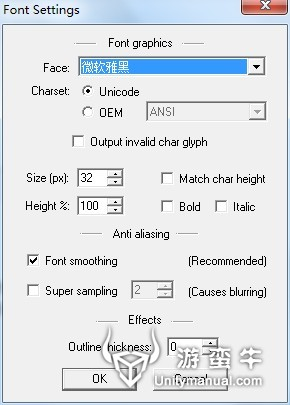 Font Settings
Font graphics
Face: 微软雅黑
Charset: Unicode
OEM ANSI
Output invalid char glyph
Size (px): 32 Match char height
Height %: 100 Bold Italic
Anti aliasing
Font smoothing (Recommended)
Super sampling 2 (Causes blurring)
Effects
Outline thickness: 0
游蛮牛
OK Cancel
Unitymanual.com